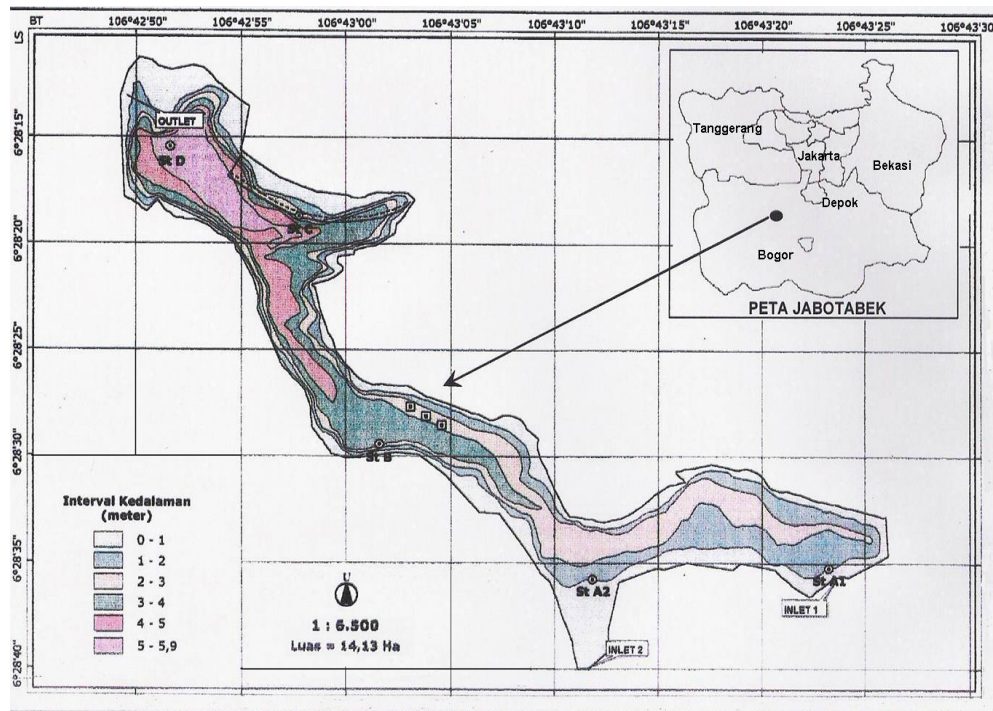 BT
106°42'50" 106°42'55" 106°43'00" 106°43'05" 106°43'10" 106°43'15" 106°43'20" 106°43'25" 106°43'30
LS
6°28'15"
6°28'20"
6°28'25"
6°28'30"
6°28'35"
6°28'40"
OUTLET
St D
St C
St B
St A2
St A1
INLET 1
INLET 2
Tanggerang
Jakarta
Bekasi
Depok
Bogor
PETA JABOTABEK
Interval Kedalaman
(meter)
0 - 1
1 - 2
2 - 3
3 - 4
4 - 5
5 - 5,9
U
1 : 6.500
Luas = 14,13 Ha